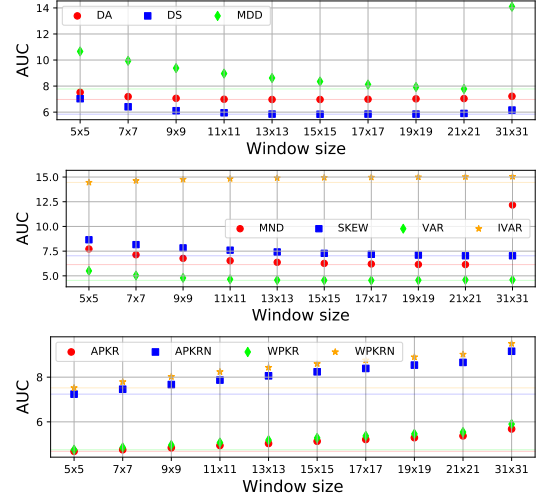 DA DS MDD
14
12
10
8
6
AUC
5x5 7x7 9x9 11x11 13x13 15x15 17x17 19x19 21x21 31x31
Window size
15.0
12.5
10.0
7.5
5.0
AUC
MND SKEW VAR IVAR
5x5 7x7 9x9 11x11 13x13 15x15 17x17 19x19 21x21 31x31
Window size
APKR APKRN WPKR WPKRN
8
6
AUC
5x5 7x7 9x9 11x11 13x13 15x15 17x17 19x19 21x21 31x31
Window size